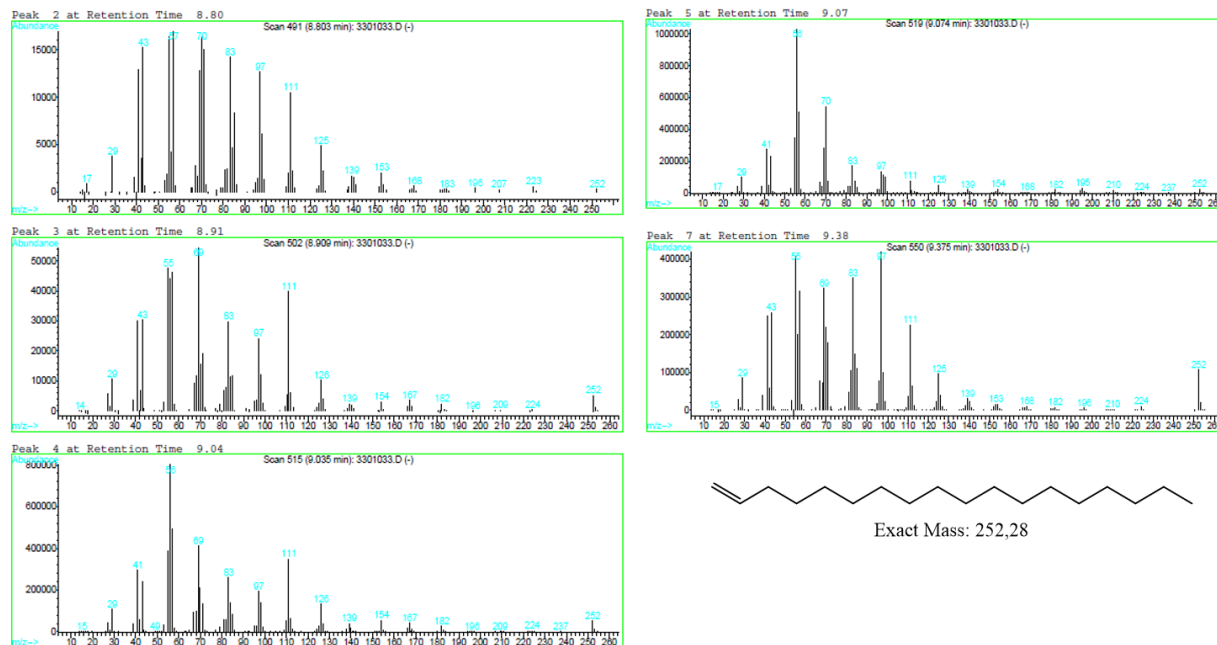 Peak 2 at Retention Time 8.80
Abundance
Scan 491 (8.803 min): 3301033.D (-)
15000
10000
5000
0
17 29 43 57 70 83 97 111 125 139 153 168 183 196 207 223 252
10 20 30 40 50 60 70 80 90 100 110 120 130 140 150 160 170 180 190 200 210 220 230 240 250
m/z-->
Peak 3 at Retention Time 8.91
Abundance
Scan 502 (8.909 min): 3301033.D (-)
50000
40000
30000
20000
10000
0
14 29 43 55 69 83 97 111 126 139 154 167 182 196 209 224 252
10 20 30 40 50 60 70 80 90 100 110 120 130 140 150 160 170 180 190 200 210 220 230 240 250 260
m/z-->
Peak 4 at Retention Time 9.04
Abundance
Scan 515 (9.035 min): 3301033.D (-)
800000
600000
400000
200000
0
15 29 41 49 56 69 83 97 111 126 139 154 167 182 196 209 224 237 252
10 20 30 40 50 60 70 80 90 100 110 120 130 140 150 160 170 180 190 200 210 220 230 240 250 260
m/z-->
Peak 5 at Retention Time 9.07
Abundance
Scan 519 (9.074 min): 3301033.D (-)
1000000
800000
600000
400000
200000
0
17 29 41 56 70 83 97 111 125 139 154 168 182 195 210 224 237 252
10 20 30 40 50 60 70 80 90 100 110 120 130 140 150 160 170 180 190 200 210 220 230 240 250 260
m/z-->
Peak 7 at Retention Time 9.38
Abundance
Scan 550 (9.375 min): 3301033.D (-)
400000
300000
200000
100000
0
15 29 43 55 69 83 97 111 125 139 153 168 182 196 210 224 252
10 20 30 40 50 60 70 80 90 100 110 120 130 140 150 160 170 180 190 200 210 220 230 240 250 260
m/z-->
Exact Mass: 252,28